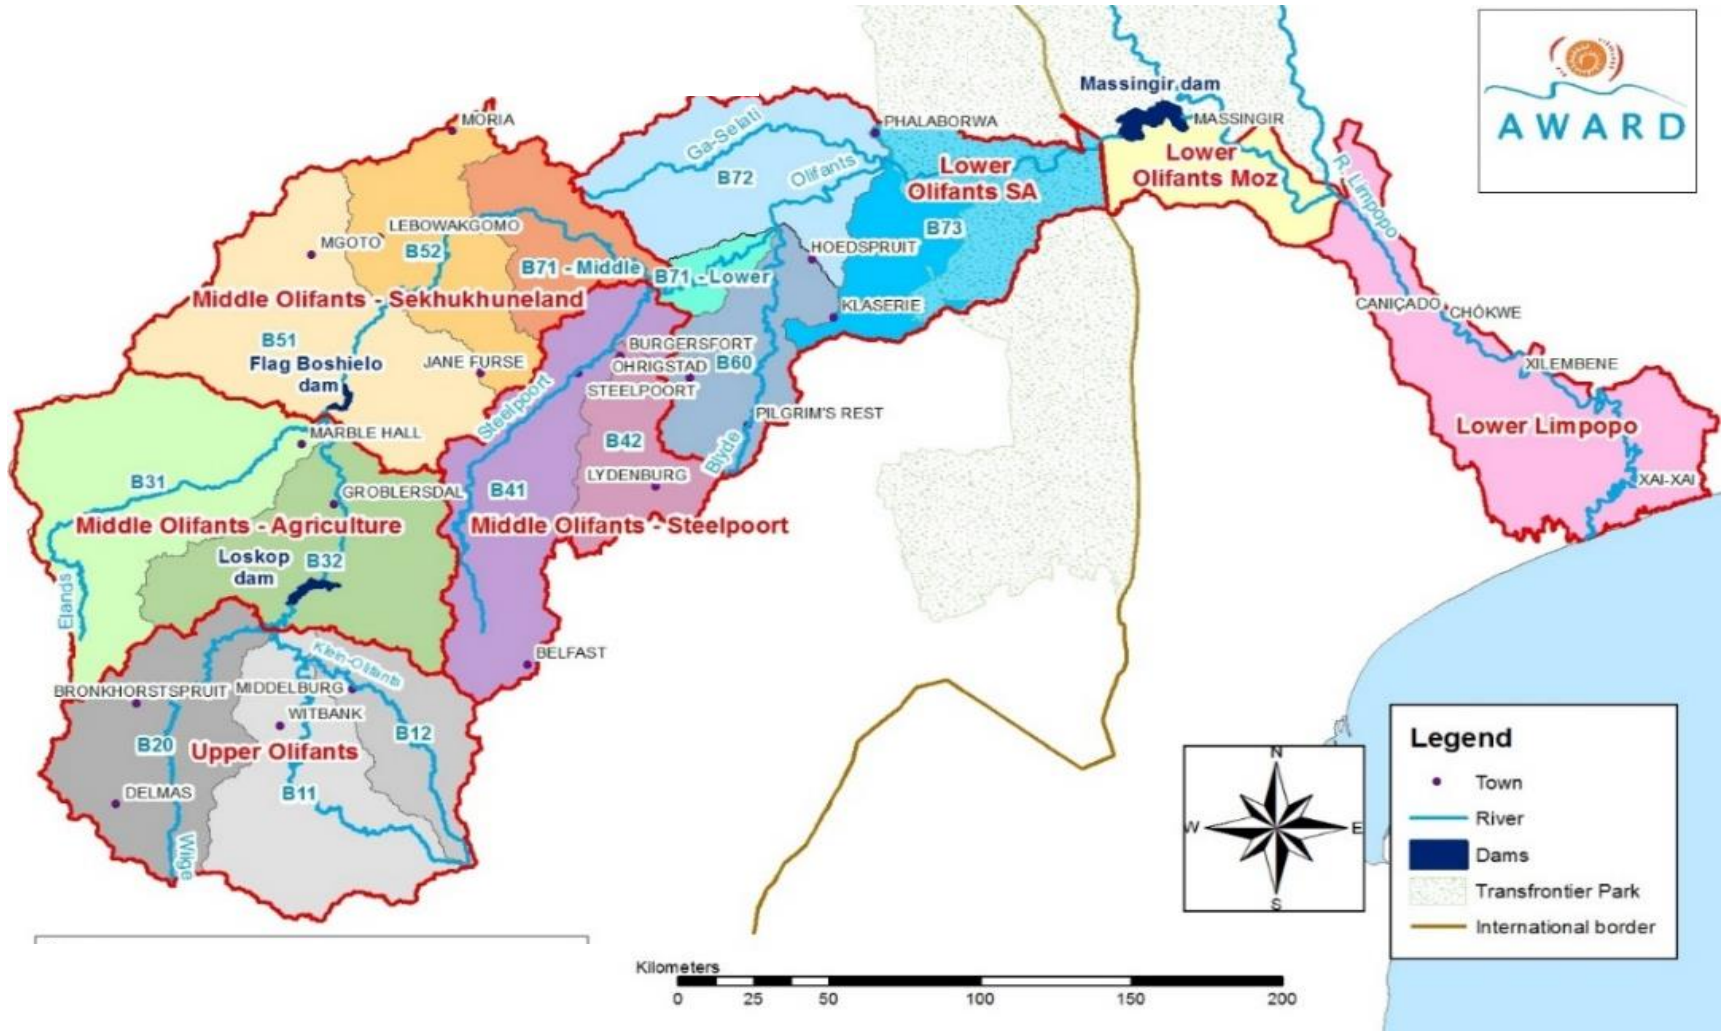 AWARD
Massingir dam
MASSINGIR
MORIA
PHALABORWA
Ga-Selati
Olifants
B72
Lower
Olifants SA
Lower
Olifants Moz
R. Limpopo
LEBOWAKGOMO
MGOTO
B52
B73
HOEDSPRUIT
B71 - Middle
B71 - Lower
Middle Olifants - Sekhukhuneland
KLASERIE
CANIÇADO
CHÓKWE
B51
Flag Boshielo
dam
JANE FURSE
BURGERSFORT
OHRIGSTAD
B60
STEELPOORT
XILEMBENE
Steelpoort
PILGRIM'S REST
Lower Limpopo
MARBLE HALL
B42
Blyde
LYDENBURG
XAI-XAI
B31
GROBLERSDAL
B41
Middle Olifants - Agriculture
Middle Olifants - Steelpoort
Loskop
dam
B32
Elands
Klein-Olifants
BELFAST
BRONKHORSTSPRUIT
MIDDELBURG
WITBANK
B20
B12
Upper Olifants
DELMAS
B11
Wilge
N
W
E
S
Legend
Town
River
Dams
Transfrontier Park
International border
Kilometers
0 25 50 100 150 200